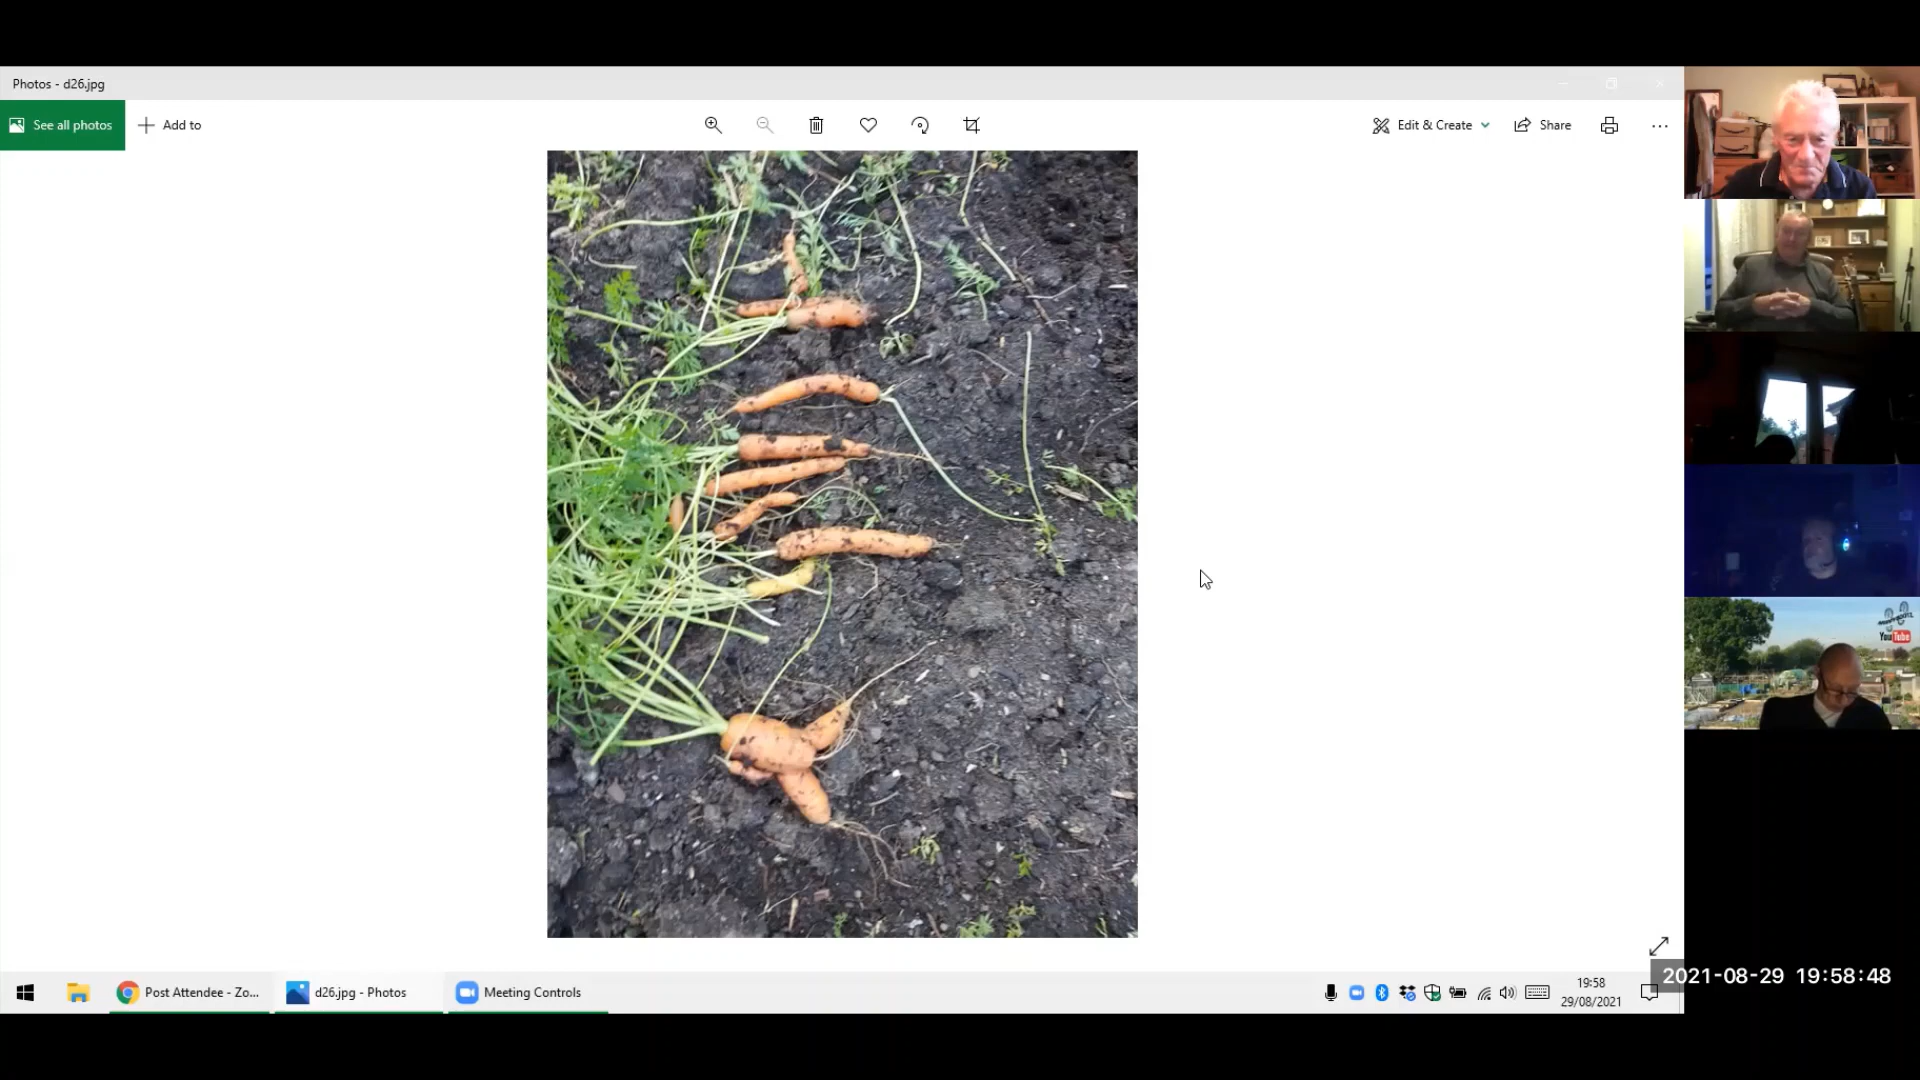 Photos - d26.jpg
See all photos
Add to
Edit & Create
Share
YouTube
Post Attendee - Zo...
d26.jpg - Photos
Meeting Controls
19:58
29/08/2021
2021-08-29 19:58:48